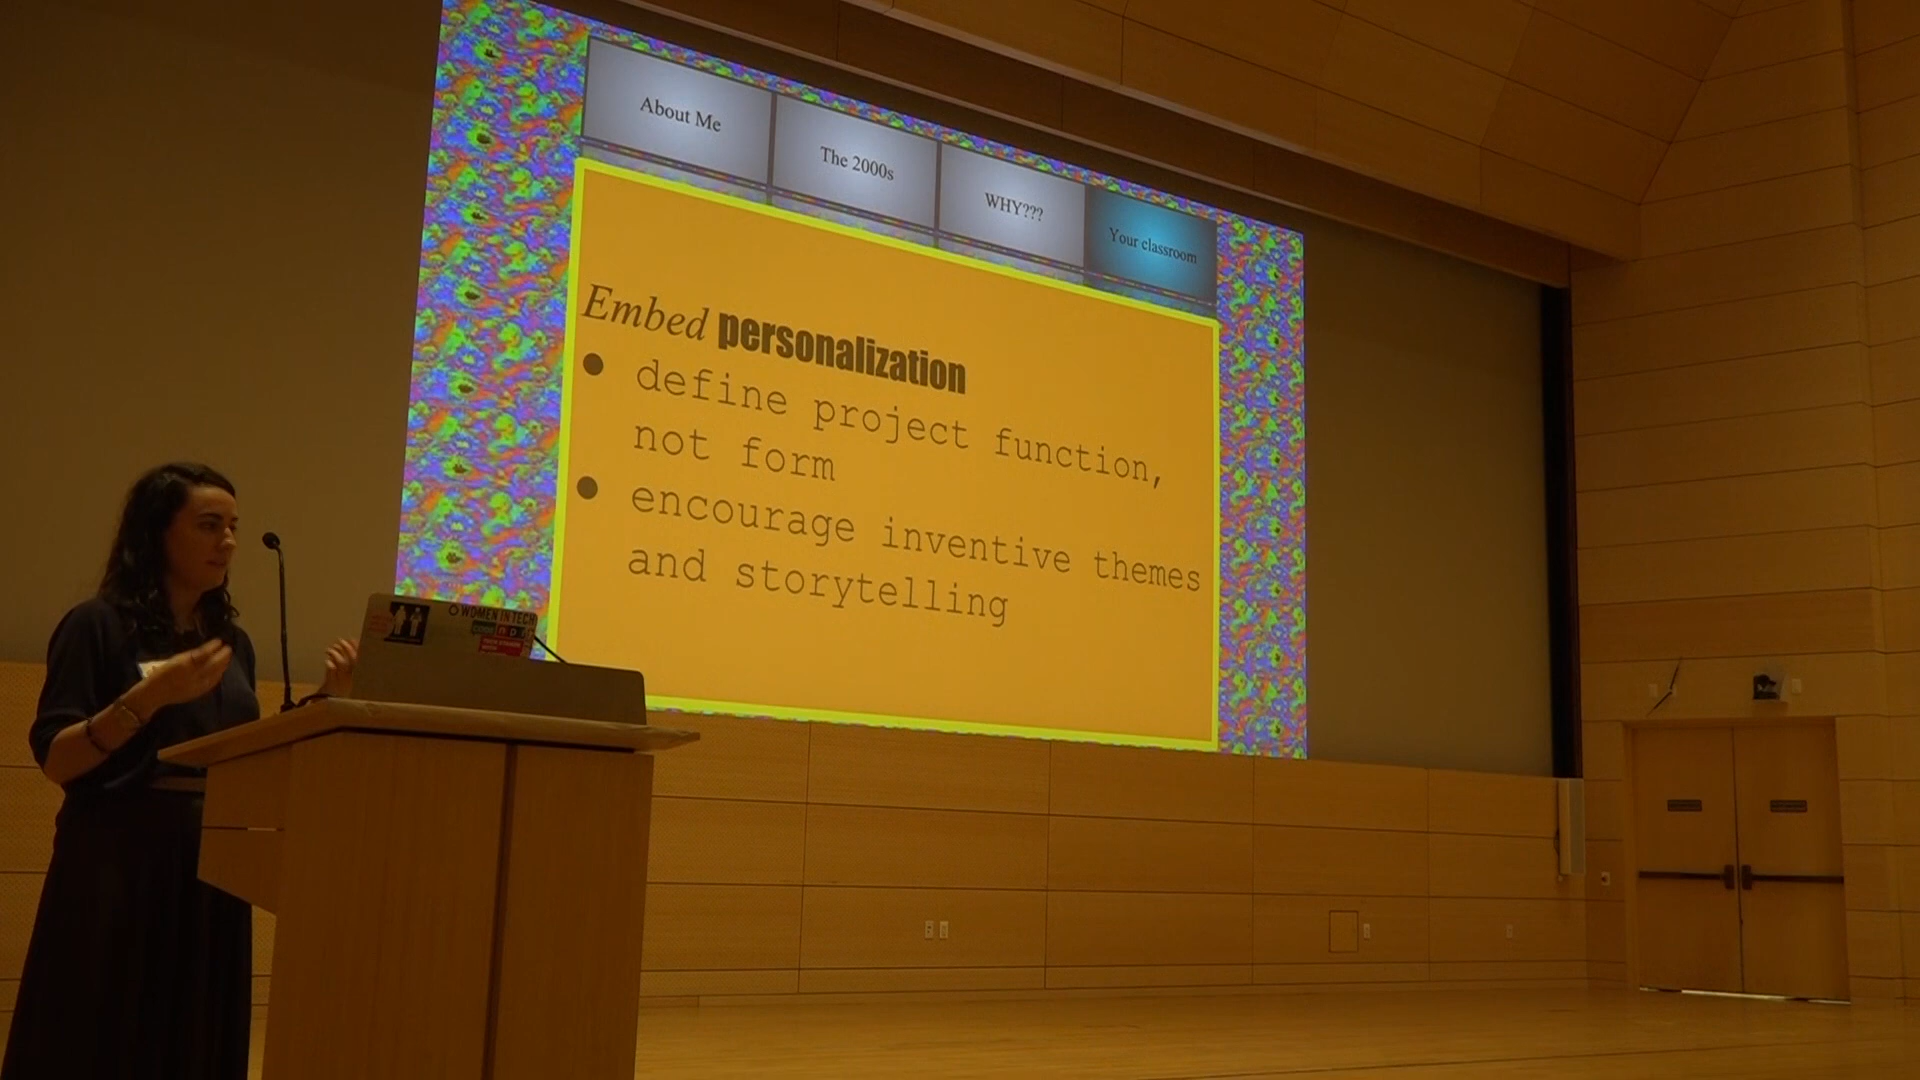 About Me
The 2000s
WHY???
Your classroom
Embed personalization
● define project function,
not form
● encourage inventive themes
and storytelling
WOMEN IN TECH